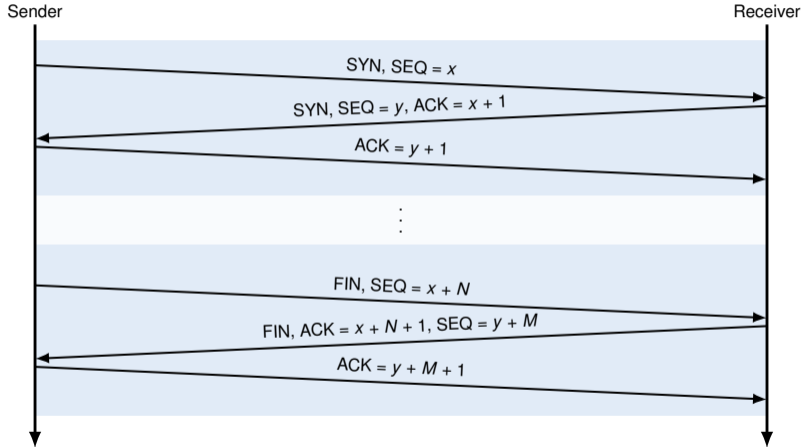 Sender
Receiver
SYN, SEQ = x
SYN, SEQ = y, ACK = x + 1
ACK = y + 1
FIN, SEQ = x + N
FIN, ACK = x + N + 1, SEQ = y + M
ACK = y + M + 1